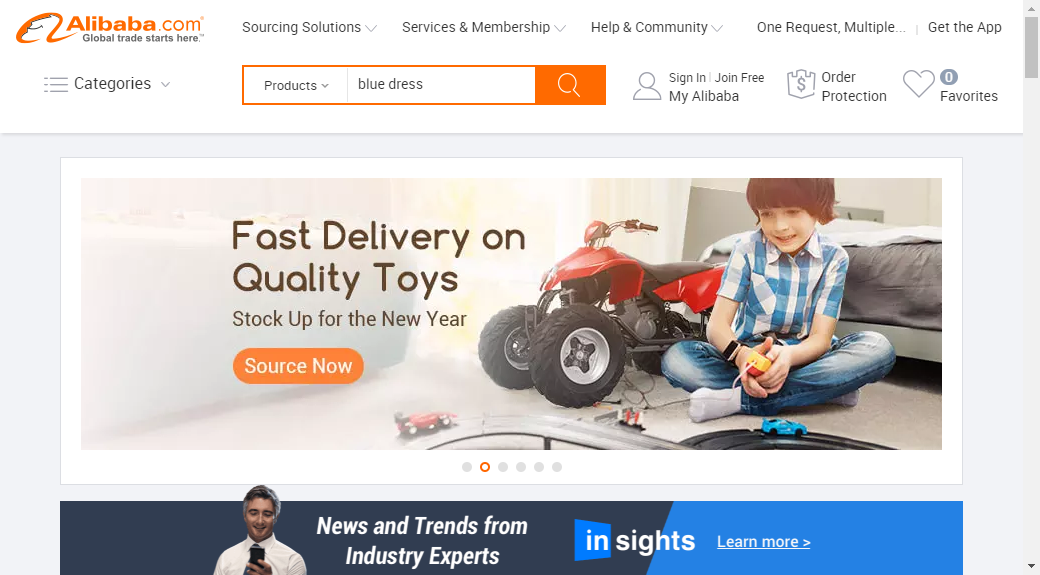 Alibaba.com
Global trade starts here.™
Sourcing Solutions
Services & Membership
Help & Community
One Request, Multiple...
Get the App
Categories
Products
blue dress
Sign In | Join Free
My Alibaba
Order
Protection
0
Favorites
Fast Delivery on
Quality Toys
Stock Up for the New Year
Source Now
News and Trends from
Industry Experts
in sights
Learn more >